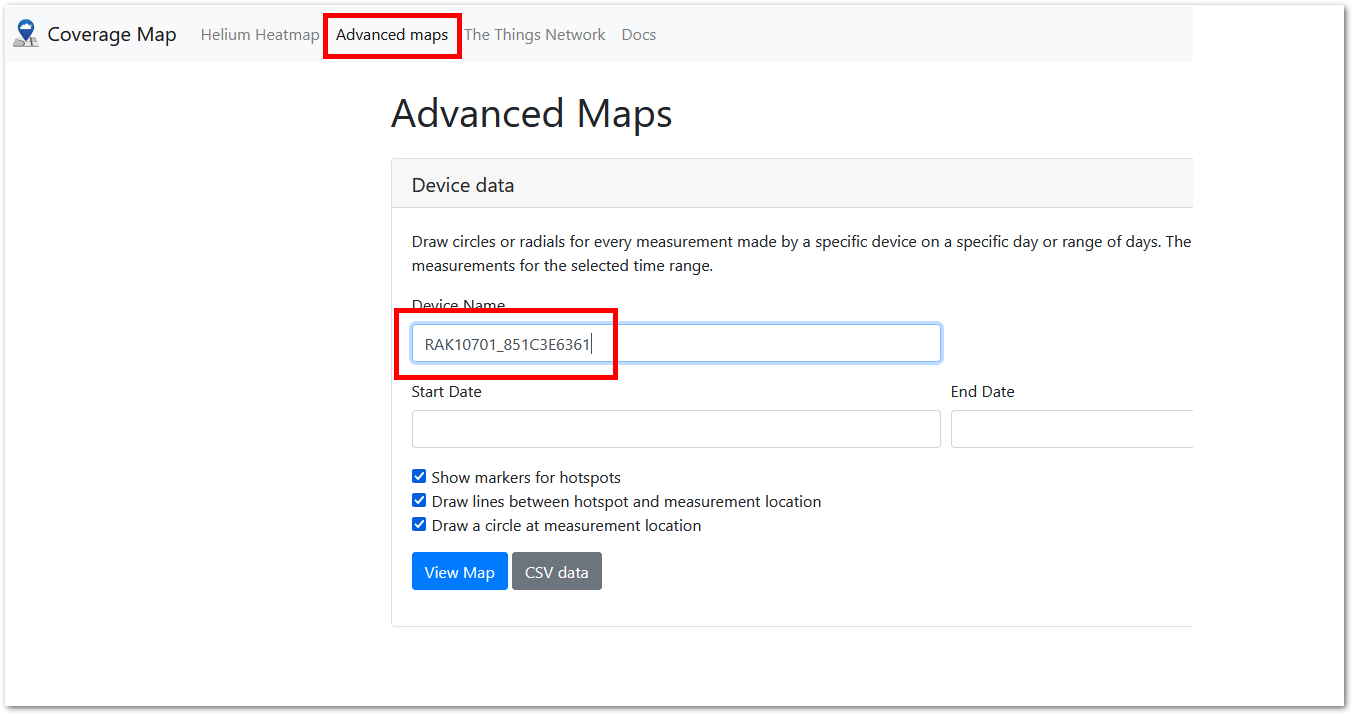 Coverage Map Helium Heatmap Advanced maps The Things Network Docs
Advanced Maps
Device data
Draw circles or radials for every measurement made by a specific device on a specific day or range of days. The
measurements for the selected time range.
Device Name
RAK10701_851C3E6361
Start Date End Date
Show markers for hotspots
Draw lines between hotspot and measurement location
Draw a circle at measurement location
View Map CSV data